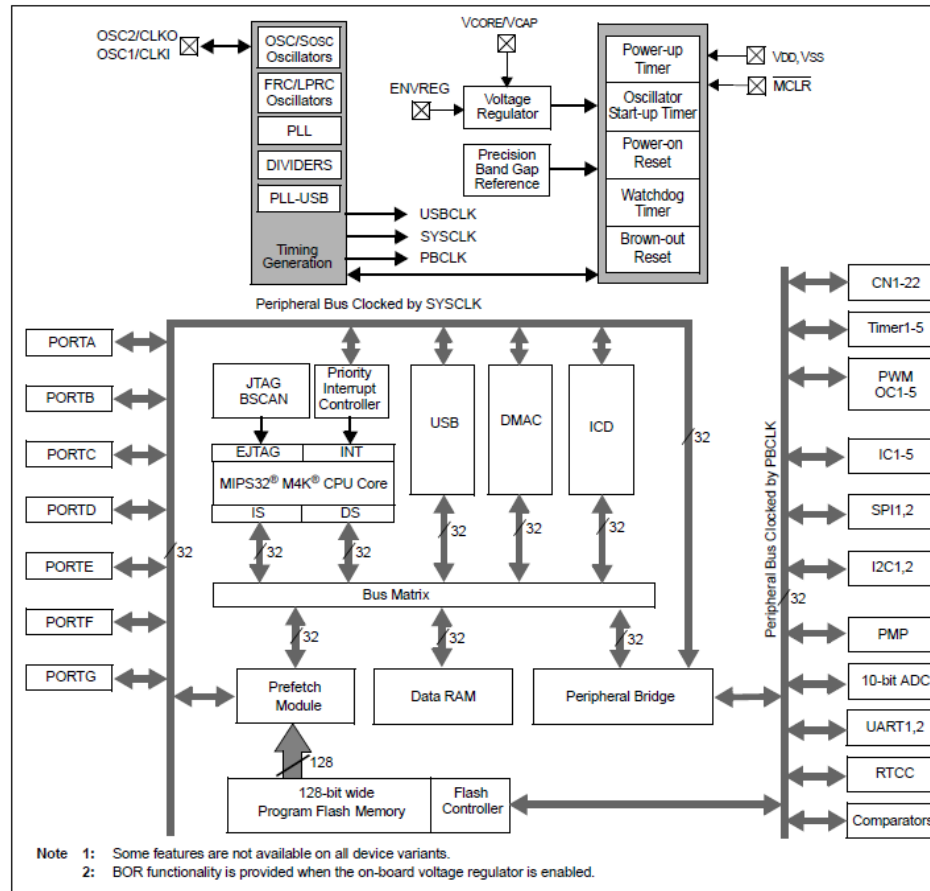 OSC2/CLKO
OSC1/CLKI
OSC/SOSC
Oscillators
FRC/LPRC
Oscillators
PLL
DIVIDERS
PLL-USB
Timing
Generation
USBCLK
SYSCLK
PBCLK
VCORE/VCAP
ENVREG
Voltage
Regulator
Precision
Band Gap
Reference
Power-up
Timer
Oscillator
Start-up Timer
Power-on
Reset
Watchdog
Timer
Brown-out
Reset
VDD, VSS
MCLR
Peripheral Bus Clocked by SYSCLK
PORTA
PORTB
PORTC
PORTD
PORTE
PORTF
PORTG
32
JTAG
BSCAN
Priority
Interrupt
Controller
EJTAG
INT
MIPS32® M4K® CPU Core
IS
DS
USB
DMAC
ICD
32
32
32
32
32
32
Bus Matrix
32
32
32
Prefetch
Module
Data RAM
Peripheral Bridge
128
128-bit wide
Program Flash Memory
Flash
Controller
Peripheral Bus Clocked by PBCLK
32
CN1-22
Timer1-5
PWM
OC1-5
IC1-5
SPI1,2
I2C1,2
PMP
10-bit ADC
UART1,2
RTCC
Comparators
Note 1: Some features are not available on all device variants.
2: BOR functionality is provided when the on-board voltage regulator is enabled.